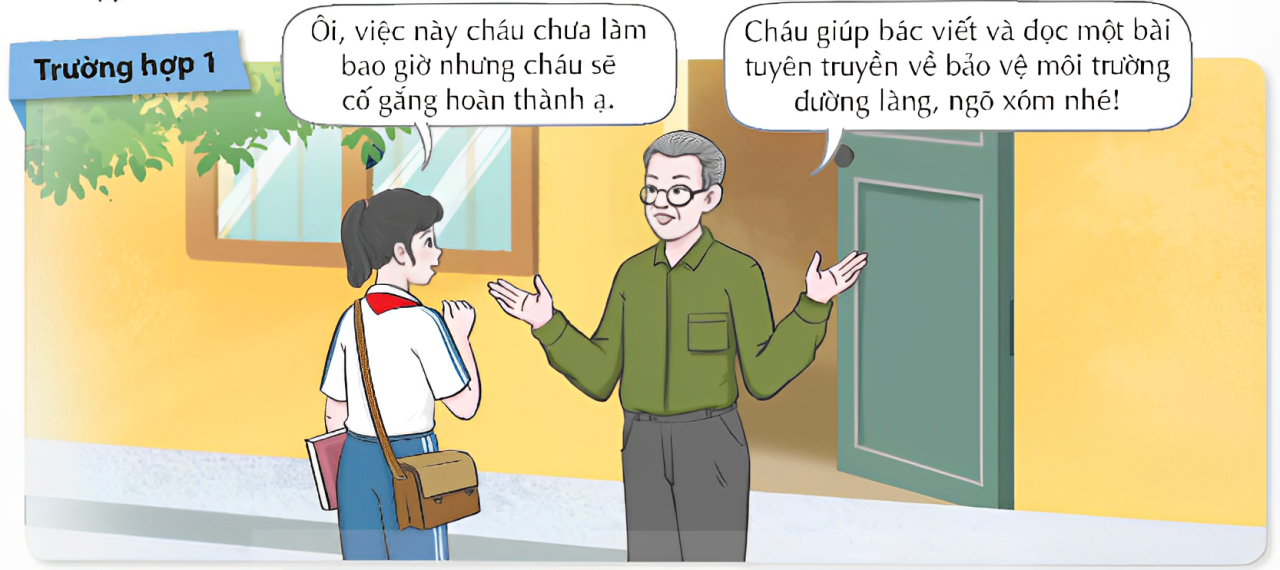 Trường hợp 1
Ôi, việc này cháu chưa làm
bao giờ nhưng cháu sẽ
cố gắng hoàn thành ạ.
Cháu giúp bác viết và đọc một bài
tuyên truyền về bảo vệ môi trường
đường làng, ngõ xóm nhé!